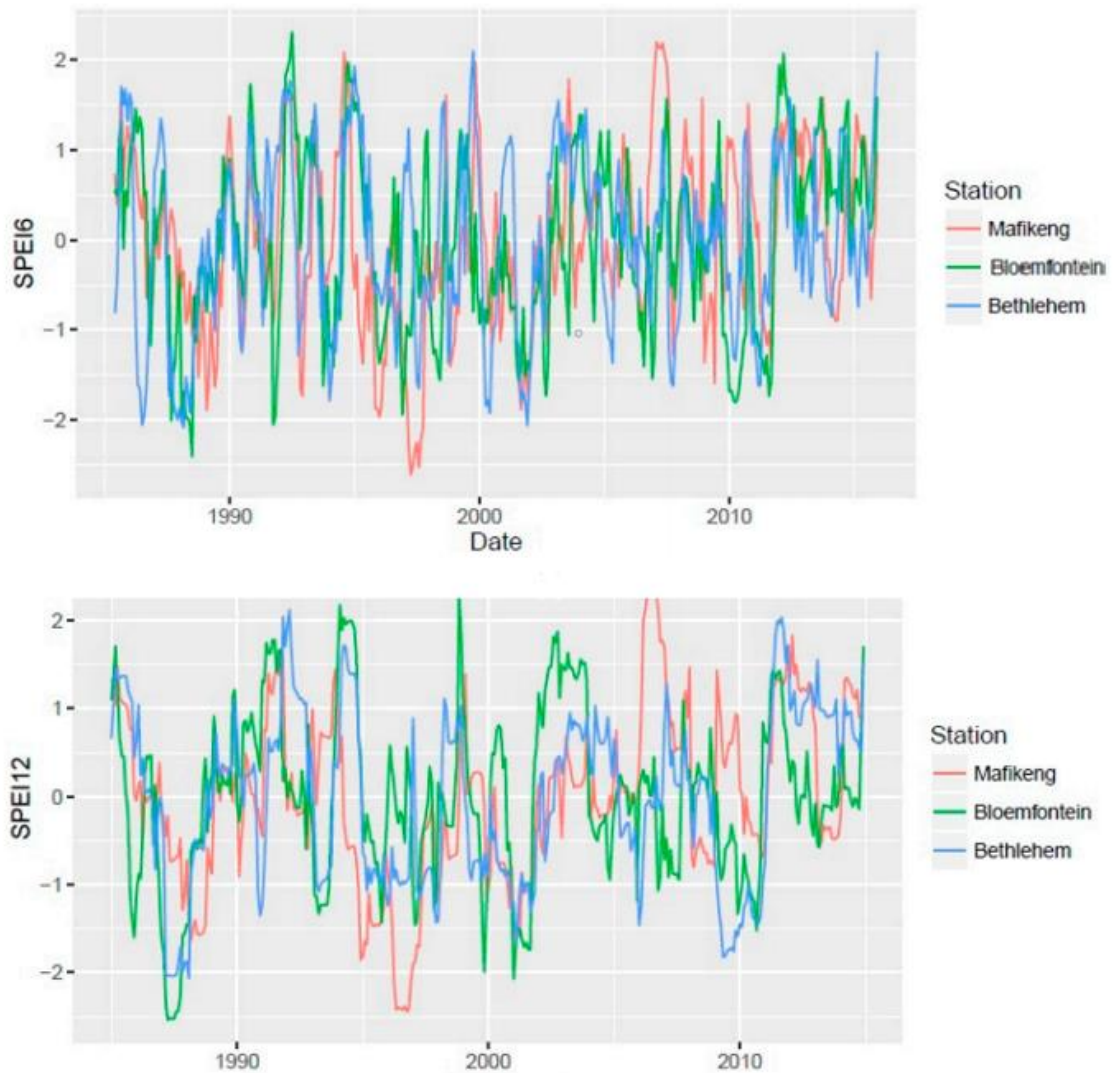 SPEI6
2
1
0
−1
−2
1990 2000 2010
Date
Station
Mafikeng
Bloemfontein
Bethlehem
SPEI12
2
1
0
−1
−2
1990 2000 2010
Station
Mafikeng
Bloemfontein
Bethlehem